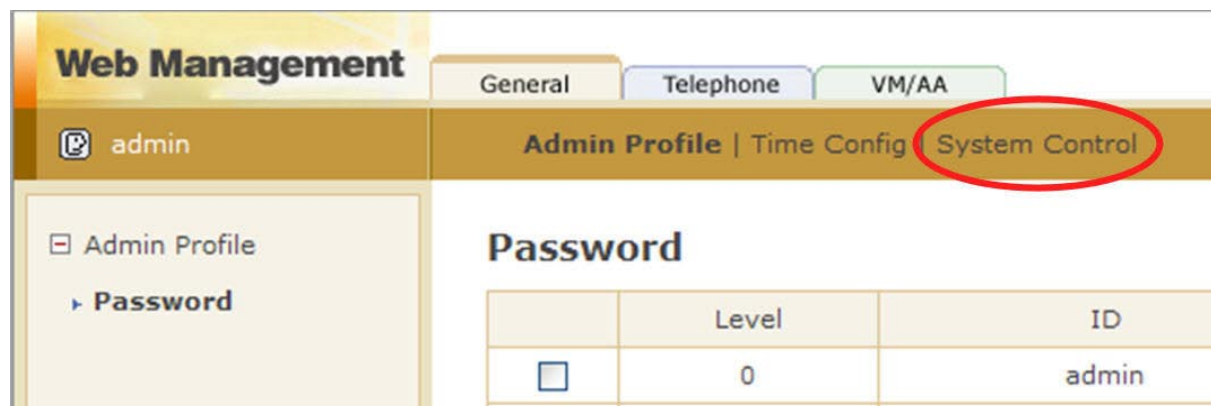 Web Management
General
Telephone
VM/AA
admin
Admin Profile | Time Config | System Control
Admin Profile
Password
Password
Level
ID
0
admin